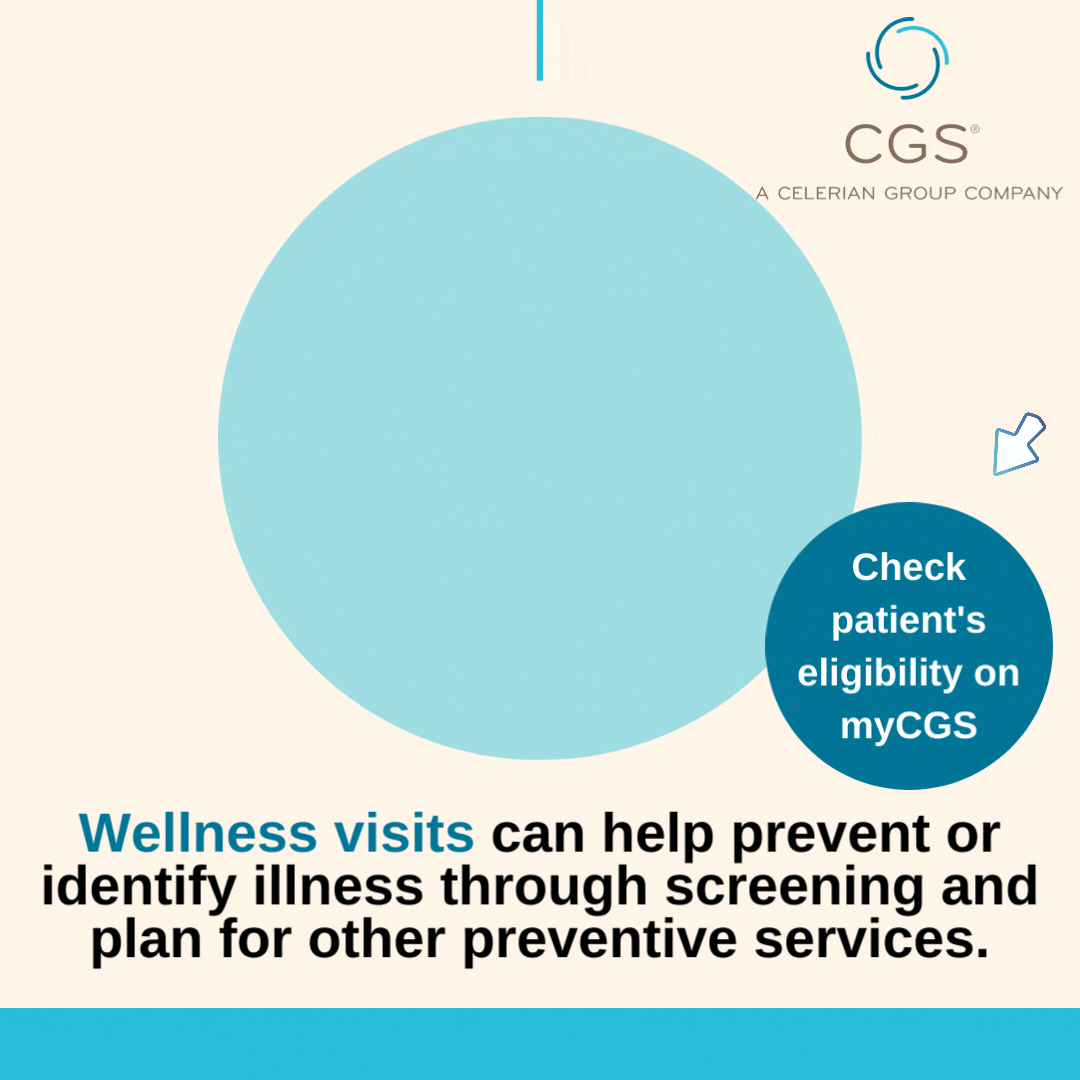 CGS®
A CELERIAN GROUP COMPANY
Check
patient's
eligibility on
myCGS
Wellness visits can help prevent or
identify illness through screening and
plan for other preventive services.